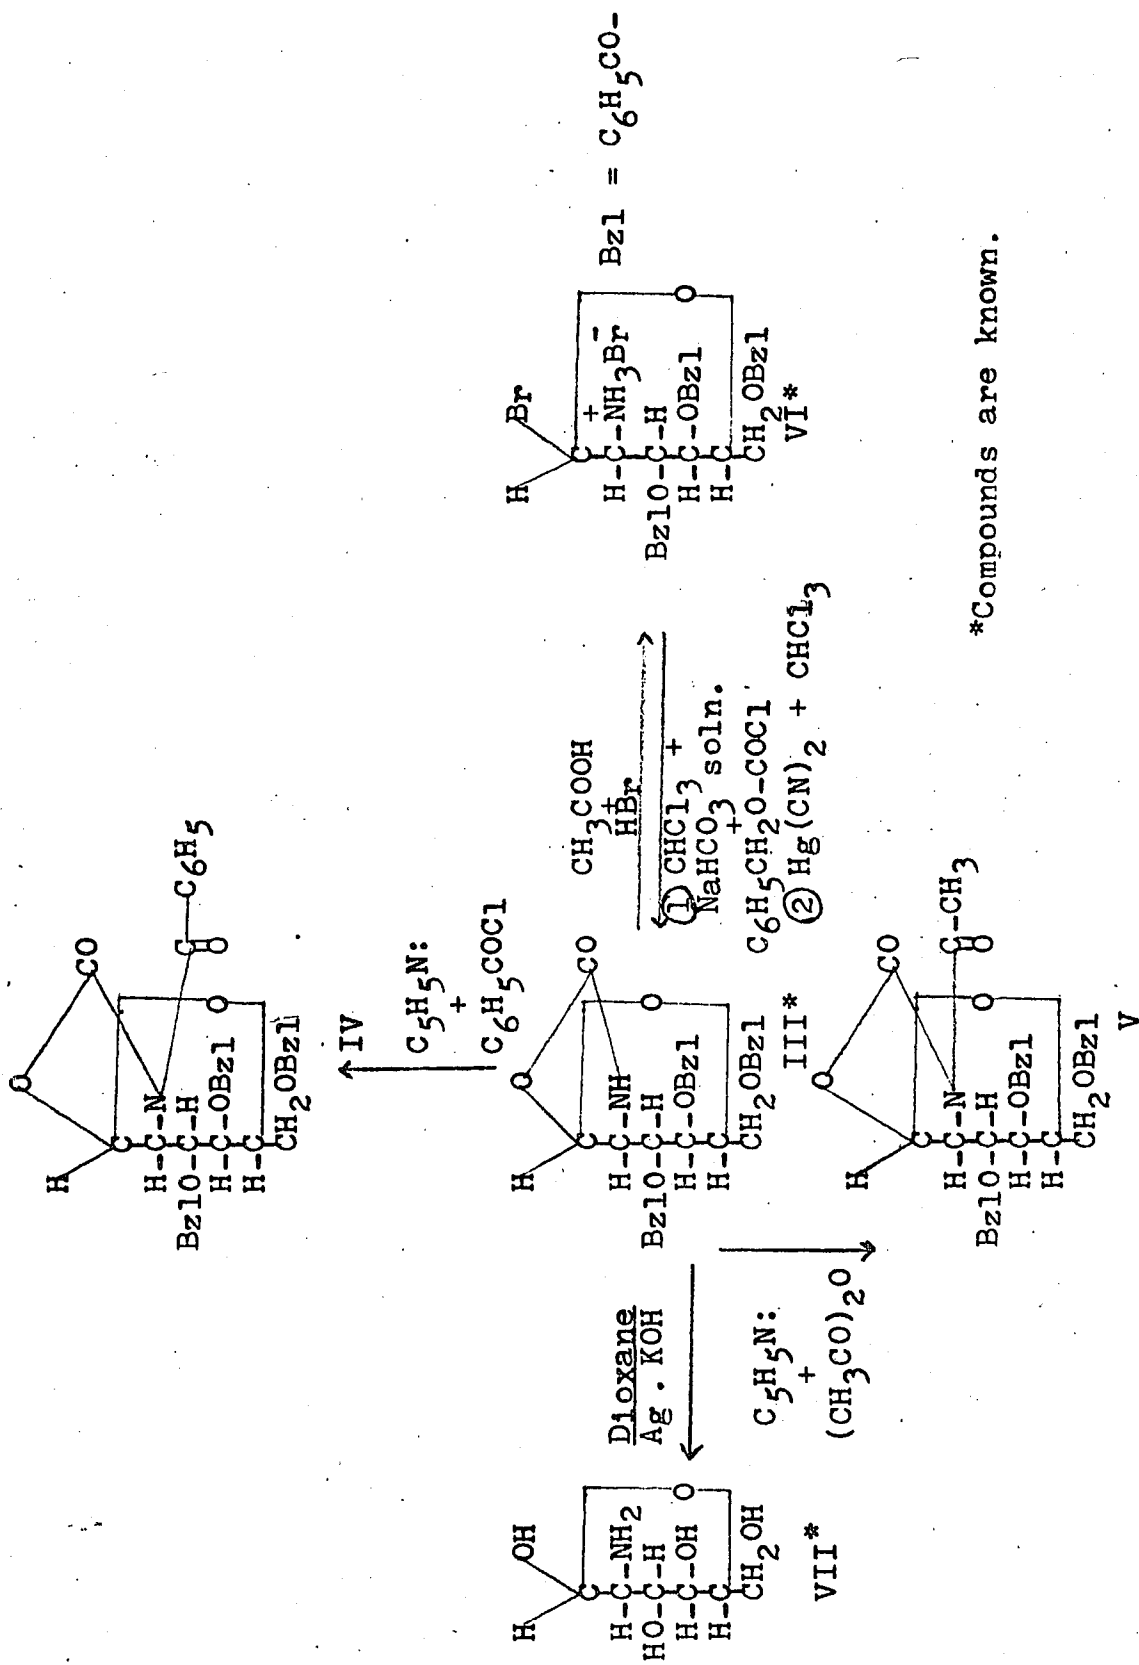 H
O
C
CO
H-C-N
C-C6H5
O
BzlO-C-H
H-C-OBzl
O
H-C
CH2OBzl
IV
C5H5N:
+
C6H5COCl
H
OH
C
H-C-NH2
HO-C-H
H-C-OH
O
H-C
CH2OH
VII*
Dioxane
Ag. KOH
C5H5N:
+
(CH3CO)2O
H
O
C
CO
H-C-NH
BzlO-C-H
H-C-OBzl
O
H-C
CH2OBzl
III*
CH3COOH
+
HBr
① CHCl3 +
NaHCO3 soln.
+
C6H5CH2O-COCl
② Hg(CN)2 + CHCl3
H
Br
C
+ -
H-C-NH3Br
BzlO-C-H
H-C-OBzl
O
H-C
CH2OBzl
VI*
Bzl = C6H5CO-
H
O
C
CO
H-C-N
C-CH3
O
BzlO-C-H
H-C-OBzl
O
H-C
CH2OBzl
V
*Compounds are known.